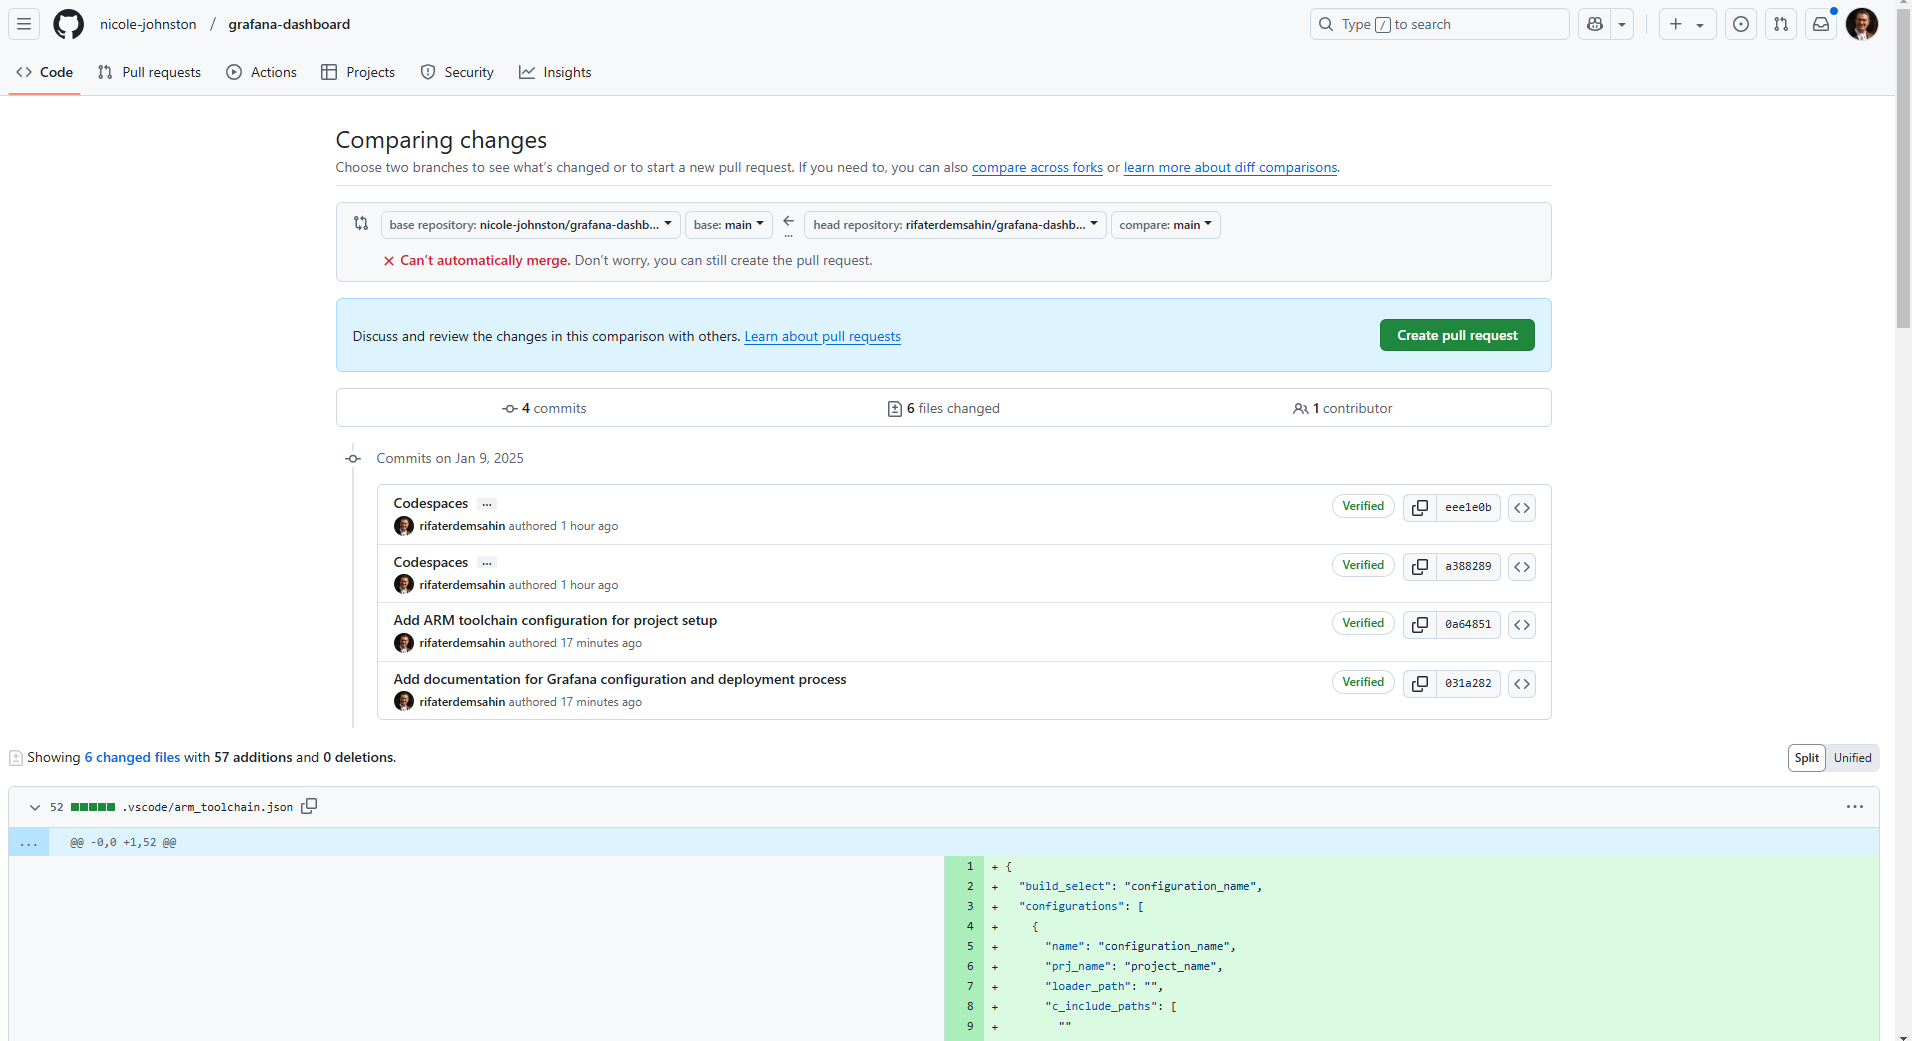 nicole-johnston / grafana-dashboard
Type / to search
Code Pull requests Actions Projects Security Insights
Comparing changes
Choose two branches to see what's changed or to start a new pull request. If you need to, you can also compare across forks or learn more about diff comparisons.
base repository: nicole-johnston/grafana-dashb... base: main ← ... head repository: rifaterdemsahin/grafana-dashb... compare: main
Can't automatically merge. Don't worry, you can still create the pull request.
Discuss and review the changes in this comparison with others. Learn about pull requests
Create pull request
4 commits 6 files changed 1 contributor
Commits on Jan 9, 2025
Codespaces ... Verified eee1e0b
rifaterdemsahin authored 1 hour ago
Codespaces ... Verified a388289
rifaterdemsahin authored 1 hour ago
Add ARM toolchain configuration for project setup Verified 0a64851
rifaterdemsahin authored 17 minutes ago
Add documentation for Grafana configuration and deployment process Verified 031a282
rifaterdemsahin authored 17 minutes ago
Showing 6 changed files with 57 additions and 0 deletions. Split Unified
52 .vscode/arm_toolchain.json
... @@ -0,0 +1,52 @@
1 + {
2 + "build_select": "configuration_name",
3 + "configurations": [
4 + {
5 + "name": "configuration_name",
6 + "prj_name": "project_name",
7 + "loader_path": "",
8 + "c_include_paths": [
9 + ""